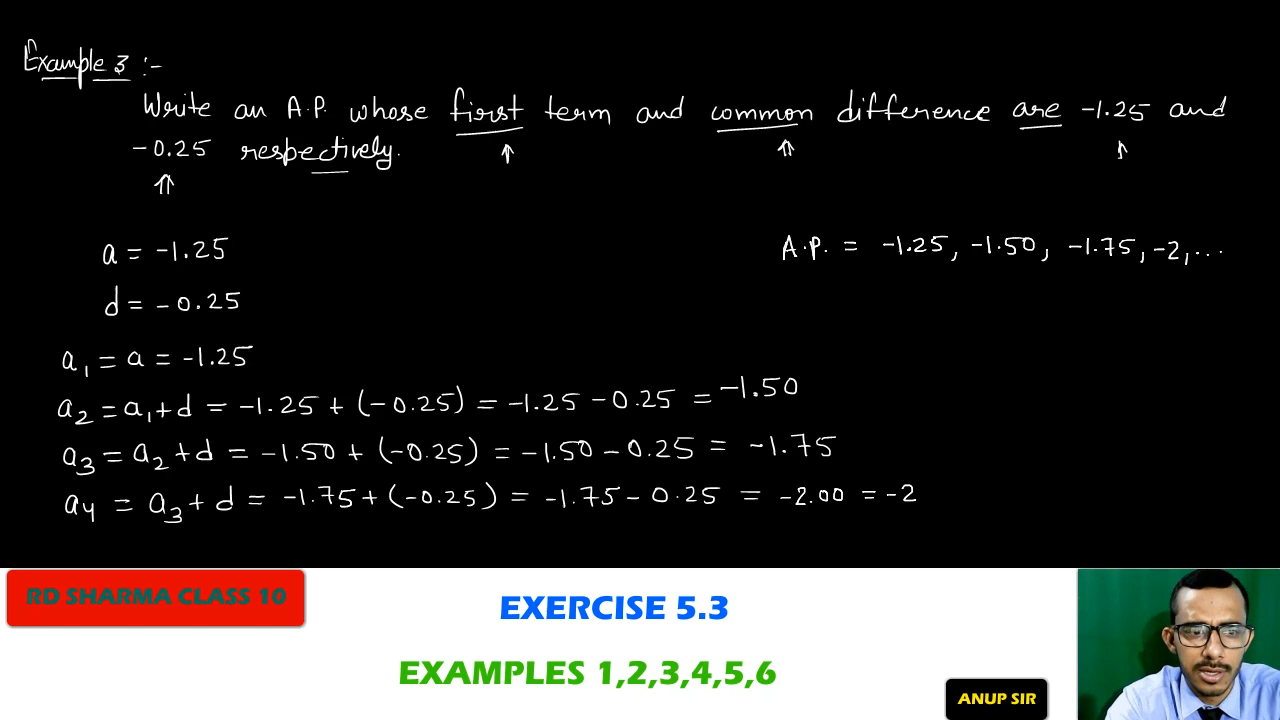 Example 3 :-
Write an A.P. whose first term and common difference are -1.25 and
-0.25 respectively.
a = -1.25
A.P. = -1.25, -1.50, -1.75, -2, ...
d = -0.25
a₁ = a = -1.25
a₂ = a₁+d = -1.25 + (-0.25) = -1.25 - 0.25 = -1.50
a₃ = a₂+d = -1.50 + (-0.25) = -1.50 - 0.25 = -1.75
a₄ = a₃+d = -1.75 + (-0.25) = -1.75 - 0.25 = -2.00 = -2
RD SHARMA CLASS 10
EXERCISE 5.3
EXAMPLES 1,2,3,4,5,6
ANUP SIR